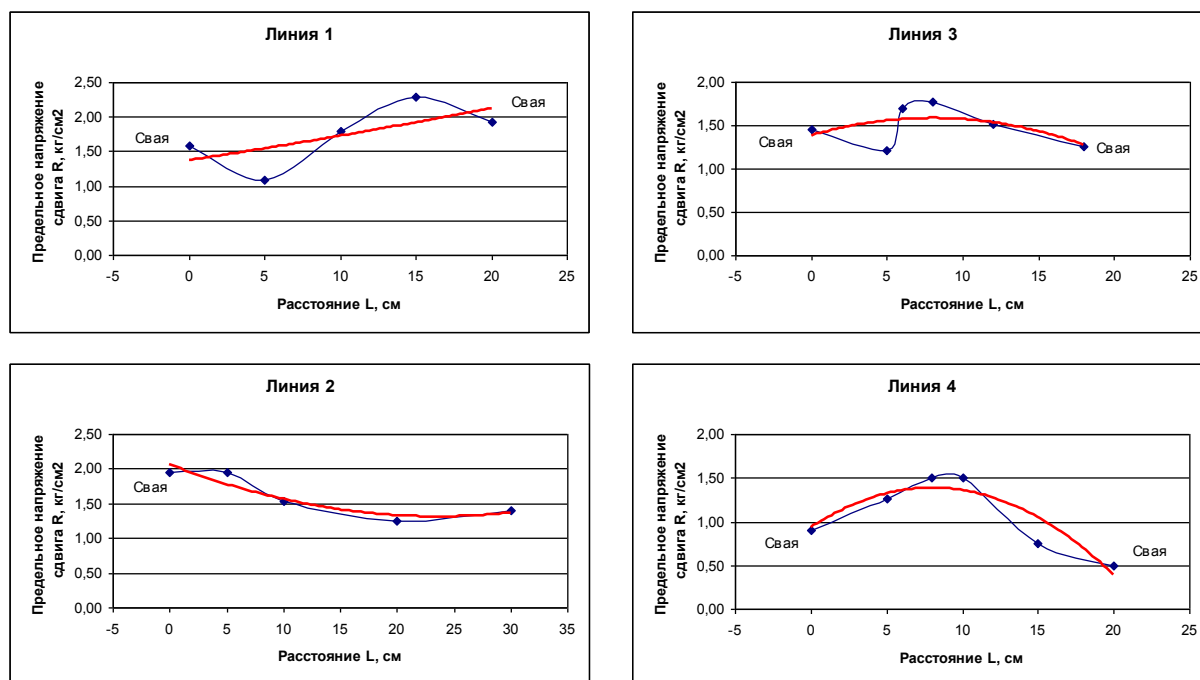 Линия 1
Предельное напряжение
сдвига R, кг/см2
2,50
2,00
1,50
1,00
0,50
0,00
Свая
Свая
-5 0 5 10 15 20 25
Расстояние L, см
Линия 3
Предельное напряжение
сдвига R, кг/см2
2,00
1,50
1,00
0,50
0,00
Свая
Свая
-5 0 5 10 15 20 25
Расстояние L, см
Линия 2
Предельное напряжение
сдвига R, кг/см2
2,50
2,00
1,50
1,00
0,50
0,00
Свая
-5 0 5 10 15 20 25 30 35
Расстояние L, см
Линия 4
Предельное напряжение
сдвига R, кг/см2
2,00
1,50
1,00
0,50
0,00
Свая
Свая
-5 0 5 10 15 20 25
Расстояние L, см